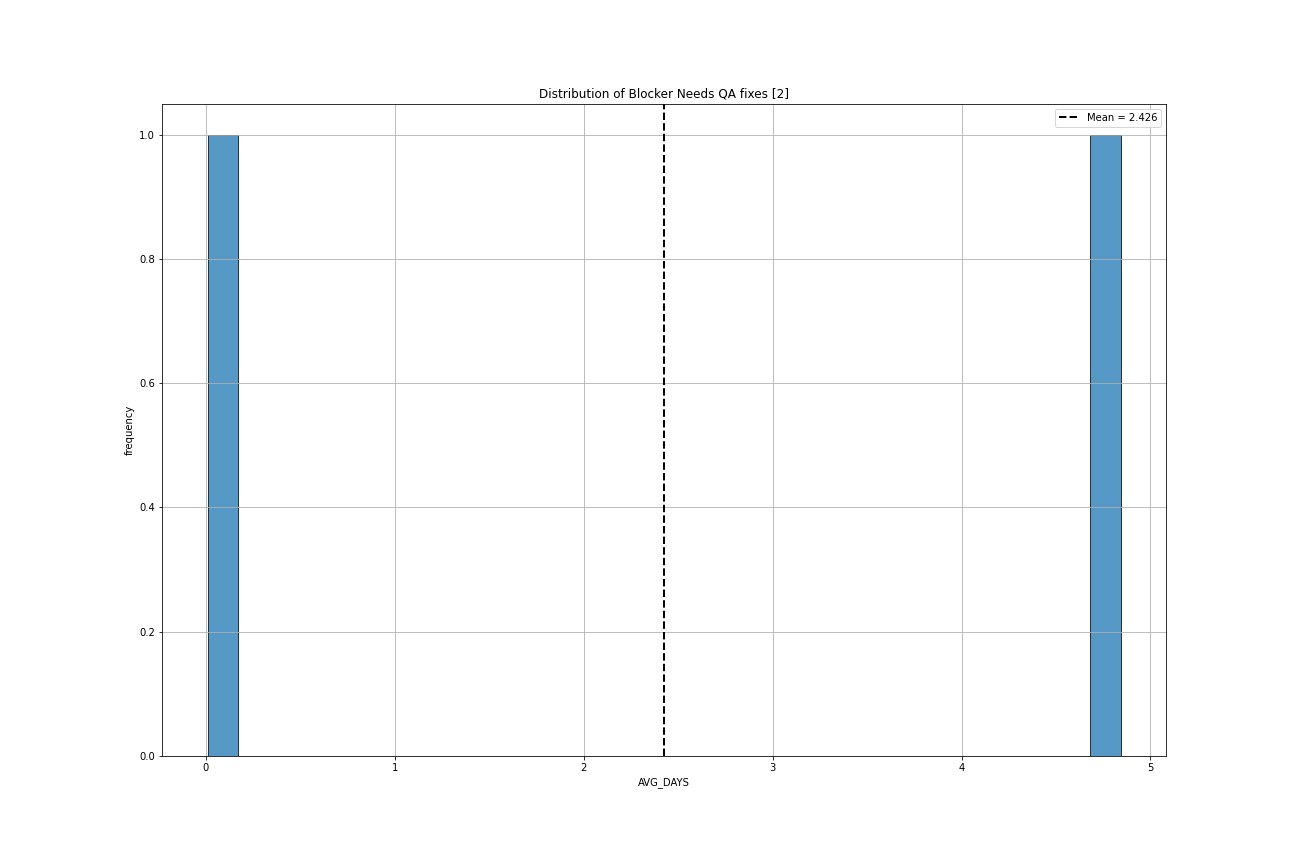 Distribution of Blocker Needs QA fixes [2]
Mean = 2.426
1.0
0.8
0.6
0.4
0.2
0.0
frequency
0 1 2 3 4 5
AVG_DAYS